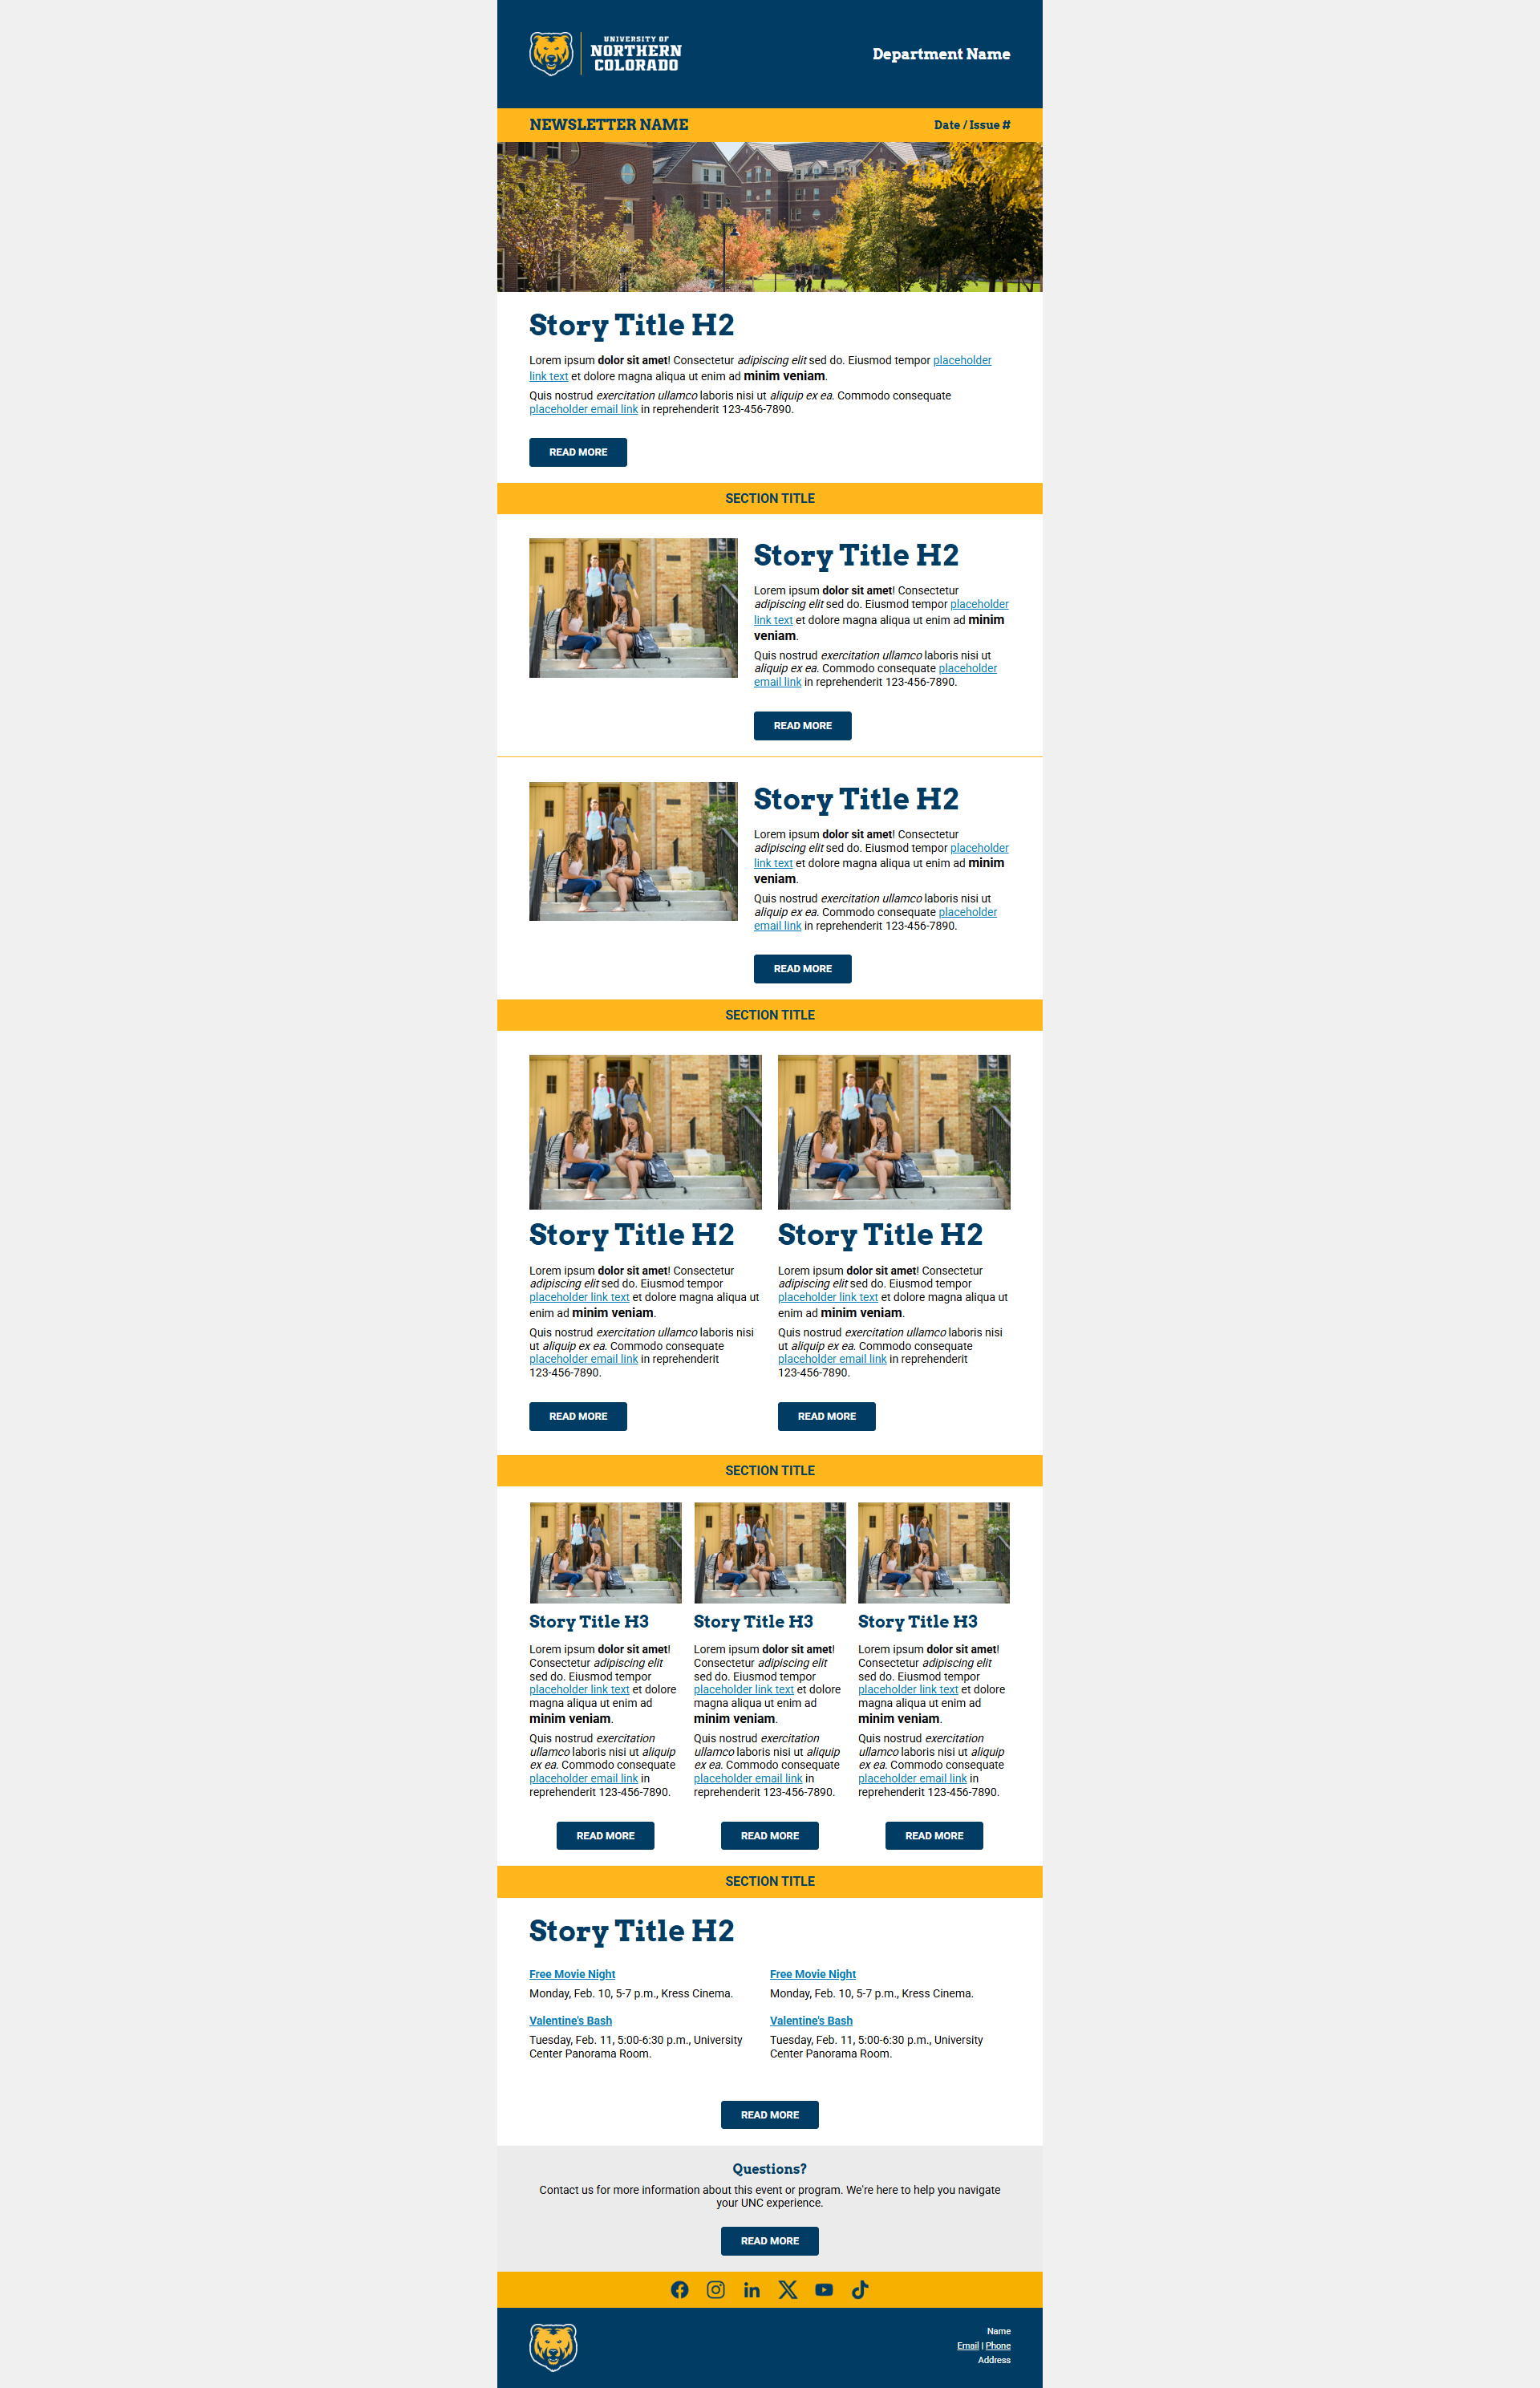 UNIVERSITY OF
NORTHERN
COLORADO
Department Name
NEWSLETTER NAME
Date / Issue #
Story Title H2
Lorem ipsum dolor sit amet! Consectetur adipiscing elit sed do. Eiusmod tempor placeholder
link text et dolore magna aliqua ut enim ad minim veniam.
Quis nostrud exercitation ullamco laboris nisi ut aliquip ex ea. Commodo consequate
placeholder email link in reprehenderit 123-456-7890.
READ MORE
SECTION TITLE
Story Title H2
Lorem ipsum dolor sit amet! Consectetur
adipiscing elit sed do. Eiusmod tempor placeholder
link text et dolore magna aliqua ut enim ad minim
veniam.
Quis nostrud exercitation ullamco laboris nisi ut
aliquip ex ea. Commodo consequate placeholder
email link in reprehenderit 123-456-7890.
READ MORE
Story Title H2
Lorem ipsum dolor sit amet! Consectetur
adipiscing elit sed do. Eiusmod tempor placeholder
link text et dolore magna aliqua ut enim ad minim
veniam.
Quis nostrud exercitation ullamco laboris nisi ut
aliquip ex ea. Commodo consequate placeholder
email link in reprehenderit 123-456-7890.
READ MORE
SECTION TITLE
Story Title H2
Lorem ipsum dolor sit amet! Consectetur
adipiscing elit sed do. Eiusmod tempor
placeholder link text et dolore magna aliqua ut
enim ad minim veniam.
Quis nostrud exercitation ullamco laboris nisi
ut aliquip ex ea. Commodo consequate
placeholder email link in reprehenderit
123-456-7890.
READ MORE
Story Title H2
Lorem ipsum dolor sit amet! Consectetur
adipiscing elit sed do. Eiusmod tempor
placeholder link text et dolore magna aliqua ut
enim ad minim veniam.
Quis nostrud exercitation ullamco laboris nisi
ut aliquip ex ea. Commodo consequate
placeholder email link in reprehenderit
123-456-7890.
READ MORE
SECTION TITLE
Story Title H3
Lorem ipsum dolor sit amet!
Consectetur adipiscing elit
sed do. Eiusmod tempor
placeholder link text et dolore
magna aliqua ut enim ad
minim veniam.
Quis nostrud exercitation
ullamco laboris nisi ut aliquip
ex ea. Commodo consequate
placeholder email link in
reprehenderit 123-456-7890.
READ MORE
Story Title H3
Lorem ipsum dolor sit amet!
Consectetur adipiscing elit
sed do. Eiusmod tempor
placeholder link text et dolore
magna aliqua ut enim ad
minim veniam.
Quis nostrud exercitation
ullamco laboris nisi ut aliquip
ex ea. Commodo consequate
placeholder email link in
reprehenderit 123-456-7890.
READ MORE
Story Title H3
Lorem ipsum dolor sit amet!
Consectetur adipiscing elit
sed do. Eiusmod tempor
placeholder link text et dolore
magna aliqua ut enim ad
minim veniam.
Quis nostrud exercitation
ullamco laboris nisi ut aliquip
ex ea. Commodo consequate
placeholder email link in
reprehenderit 123-456-7890.
READ MORE
SECTION TITLE
Story Title H2
Free Movie Night
Monday, Feb. 10, 5-7 p.m., Kress Cinema.
Valentine's Bash
Tuesday, Feb. 11, 5:00-6:30 p.m., University
Center Panorama Room.
Free Movie Night
Monday, Feb. 10, 5-7 p.m., Kress Cinema.
Valentine's Bash
Tuesday, Feb. 11, 5:00-6:30 p.m., University
Center Panorama Room.
READ MORE
Questions?
Contact us for more information about this event or program. We're here to help you navigate
your UNC experience.
READ MORE
Name
Email | Phone
Address